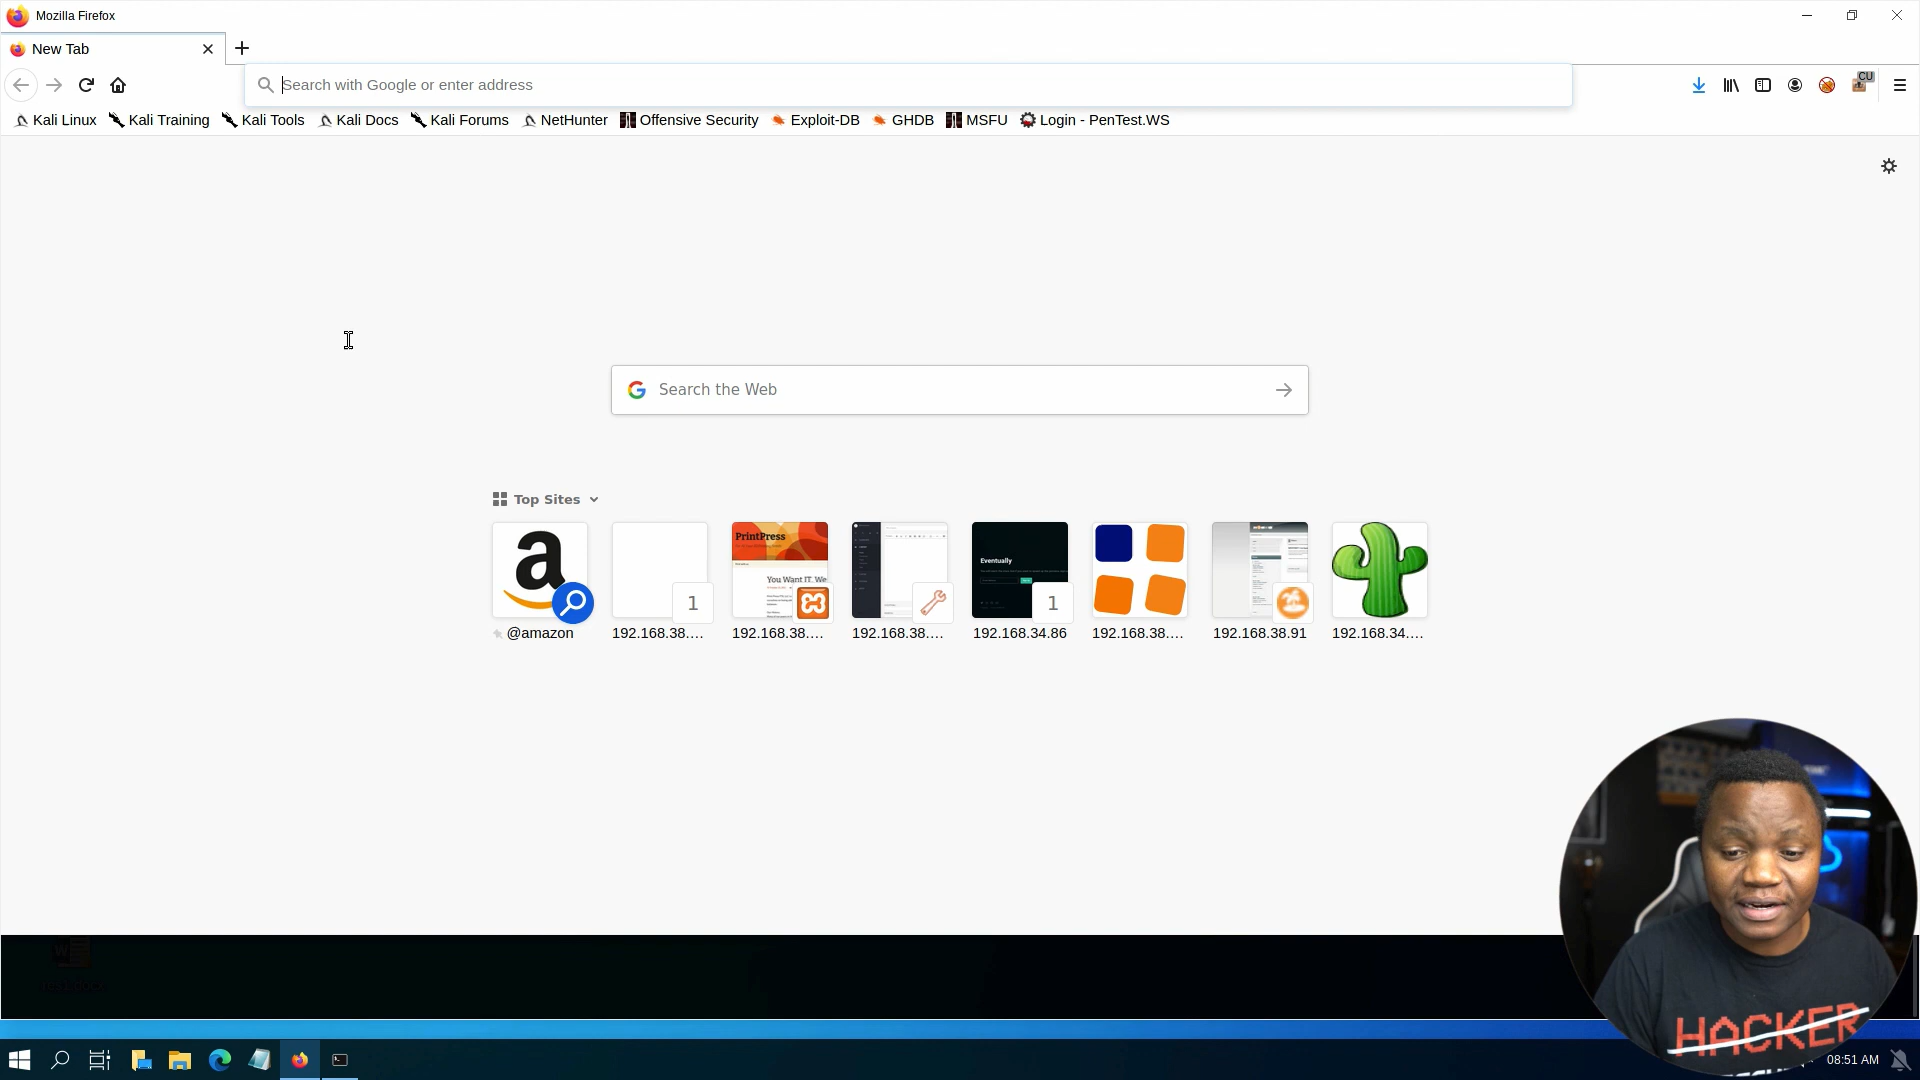 Mozilla Firefox
New Tab
Search with Google or enter address
CU
Kali Linux Kali Training Kali Tools Kali Docs Kali Forums NetHunter Offensive Security Exploit-DB GHDB MSFU Login - PenTest.WS
Search the Web
Top Sites
PrintPress
You Want IT, We
Eventually
1
1
@amazon 192.168.38.... 192.168.38.... 192.168.38.... 192.168.34.86 192.168.38.... 192.168.38.91 192.168.34....
HACKER
08:51 AM